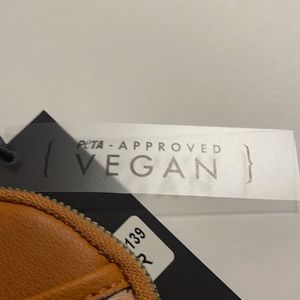 PETA - APPROVED
{ VEGAN }
139
R